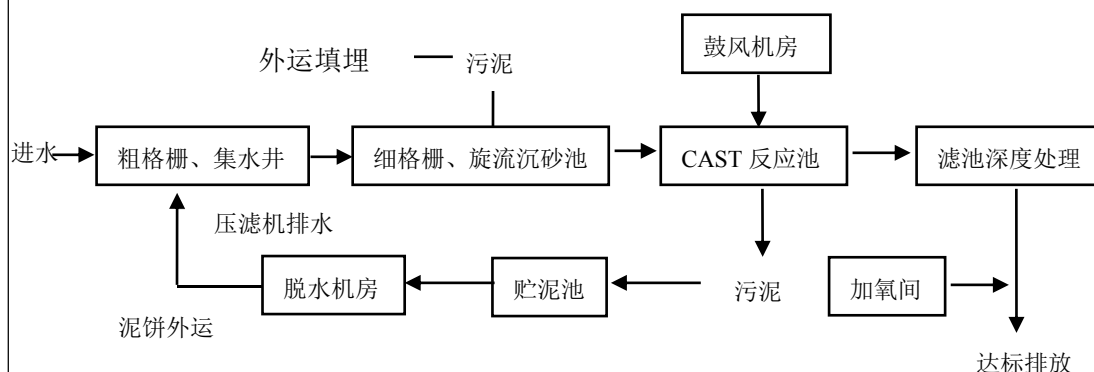 鼓风机房
外运填埋
污泥
进水
粗格栅、集水井
细格栅、旋流沉砂池
CAST 反应池
滤池深度处理
压滤机排水
脱水机房
贮泥池
污泥
加氧间
泥饼外运
达标排放